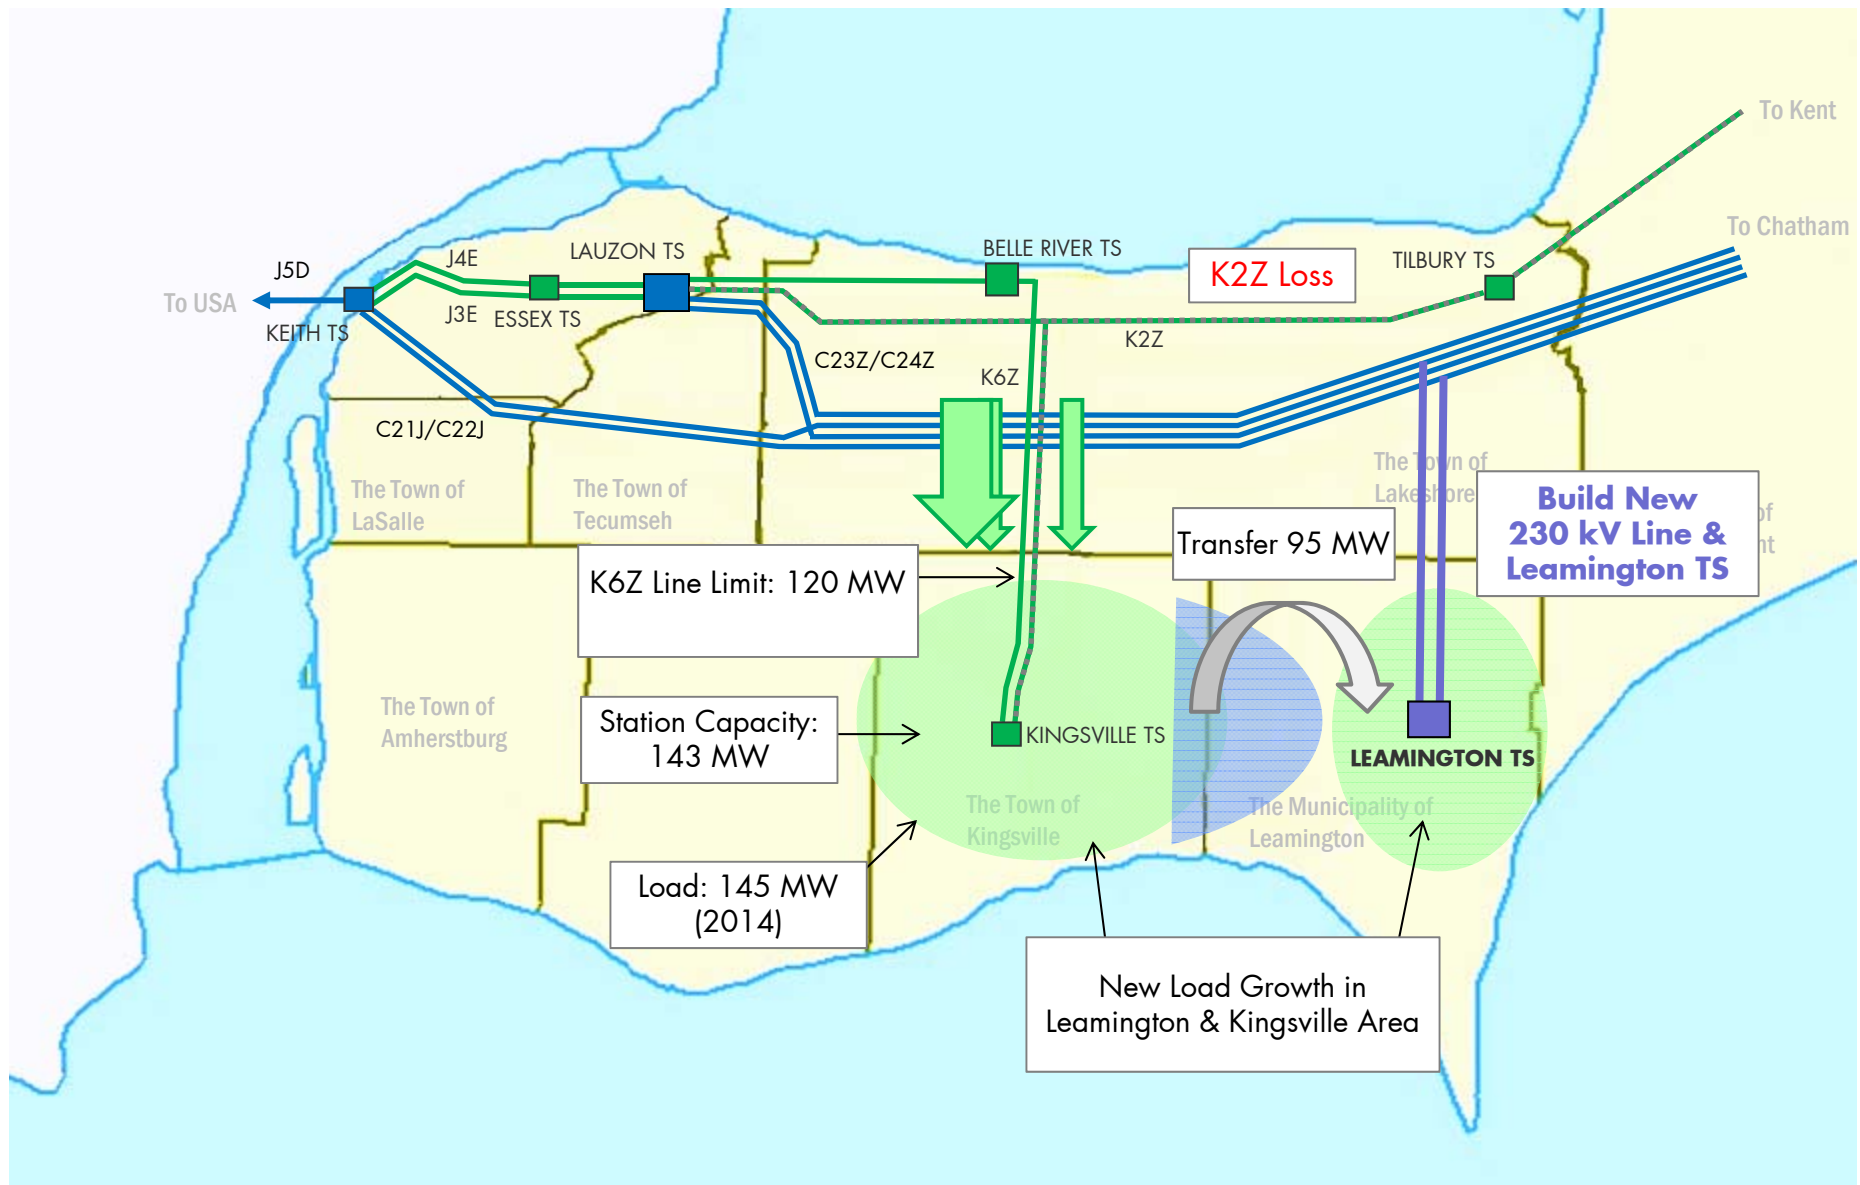 To Kent
To Chatham
LAUZON TS
BELLE RIVER TS
J4E
K2Z Loss
TILBURY TS
J5D
To USA
J3E
ESSEX TS
KEITH TS
K2Z
C23Z/C24Z
K6Z
C21J/C22J
The Town of
LaSalle
The Town of
Tecumseh
The Town of
Lakeshore
Build New
230 kV Line &
Leamington TS
of
Transfer 95 MW
K6Z Line Limit: 120 MW
Station Capacity:
143 MW
KINGSVILLE TS
The Town of
Amherstburg
LEAMINGTON TS
The Town of
Kingsville
The Municipality of
Leamington
Load: 145 MW
(2014)
New Load Growth in
Leamington & Kingsville Area